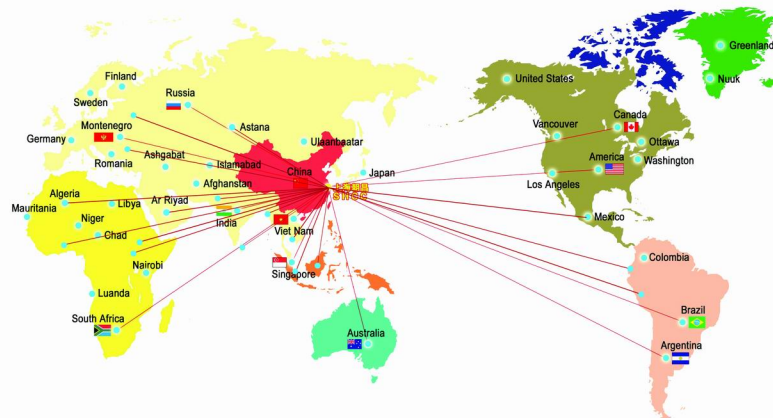 Greenland
Finland
Russia
United States
Nuuk
Sweden
Canada
Montenegro
Astana
Vancouver
Germany
Uleanbaatar
Ottawa
Romania
Ashgabat
Islamabad
America
Washington
China
Japan
Los Angeles
Afghanistan
Algeria
SHCC
Mauritania
Libya
Ar Riyad
Mexico
Niger
India
Viet Nam
Chad
Colombia
Nairobi
Singapore
Luanda
South Africa
Brazil
Australia
Argentina